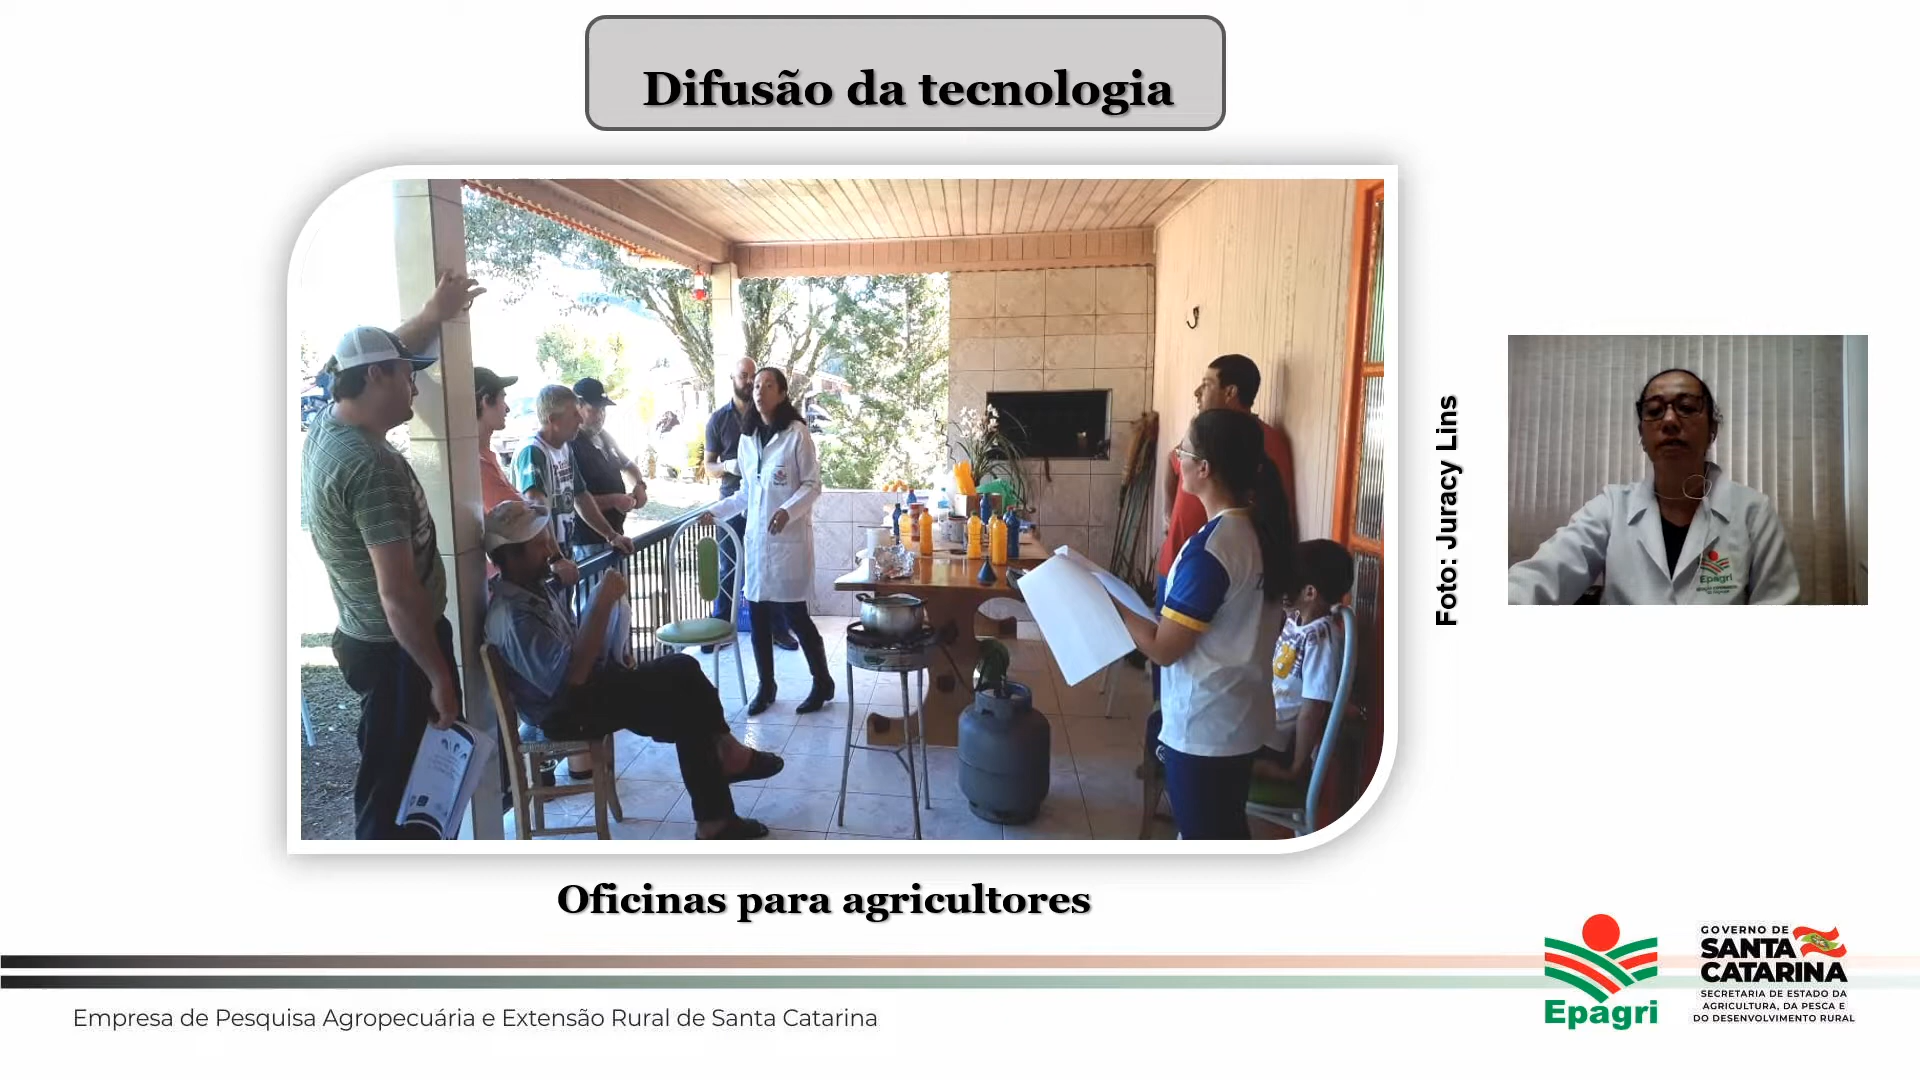 Difusão da tecnologia
Foto: Juracy Lins
Epagri
Oficinas para agricultores
Epagri
GOVERNO DE
SANTA
CATARINA
SECRETARIA DE ESTADO DA
AGRICULTURA, DA PESCA E
DO DESENVOLVIMENTO RURAL
Empresa de Pesquisa Agropecuária e Extensão Rural de Santa Catarina